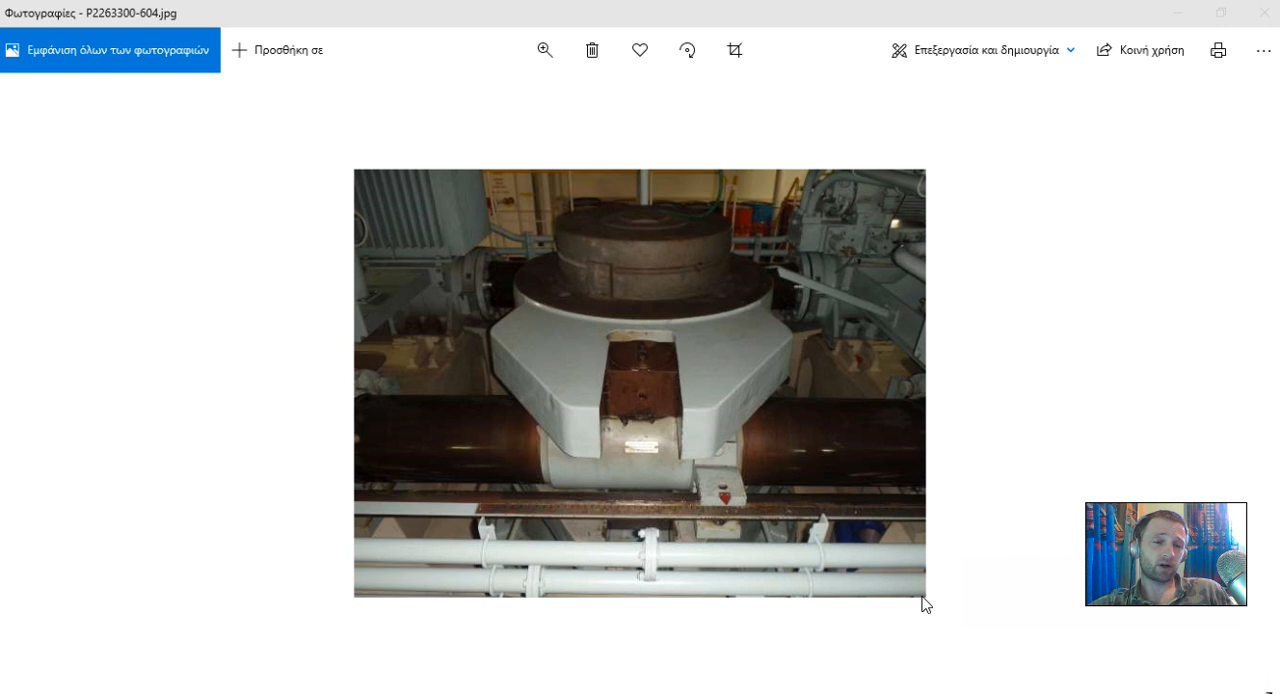 Φωτογραφίες - P2263300-604.jpg
Εμφάνιση όλων των φωτογραφιών
Προσθήκη σε
Επεξεργασία και δημιουργία
Κοινή χρήση